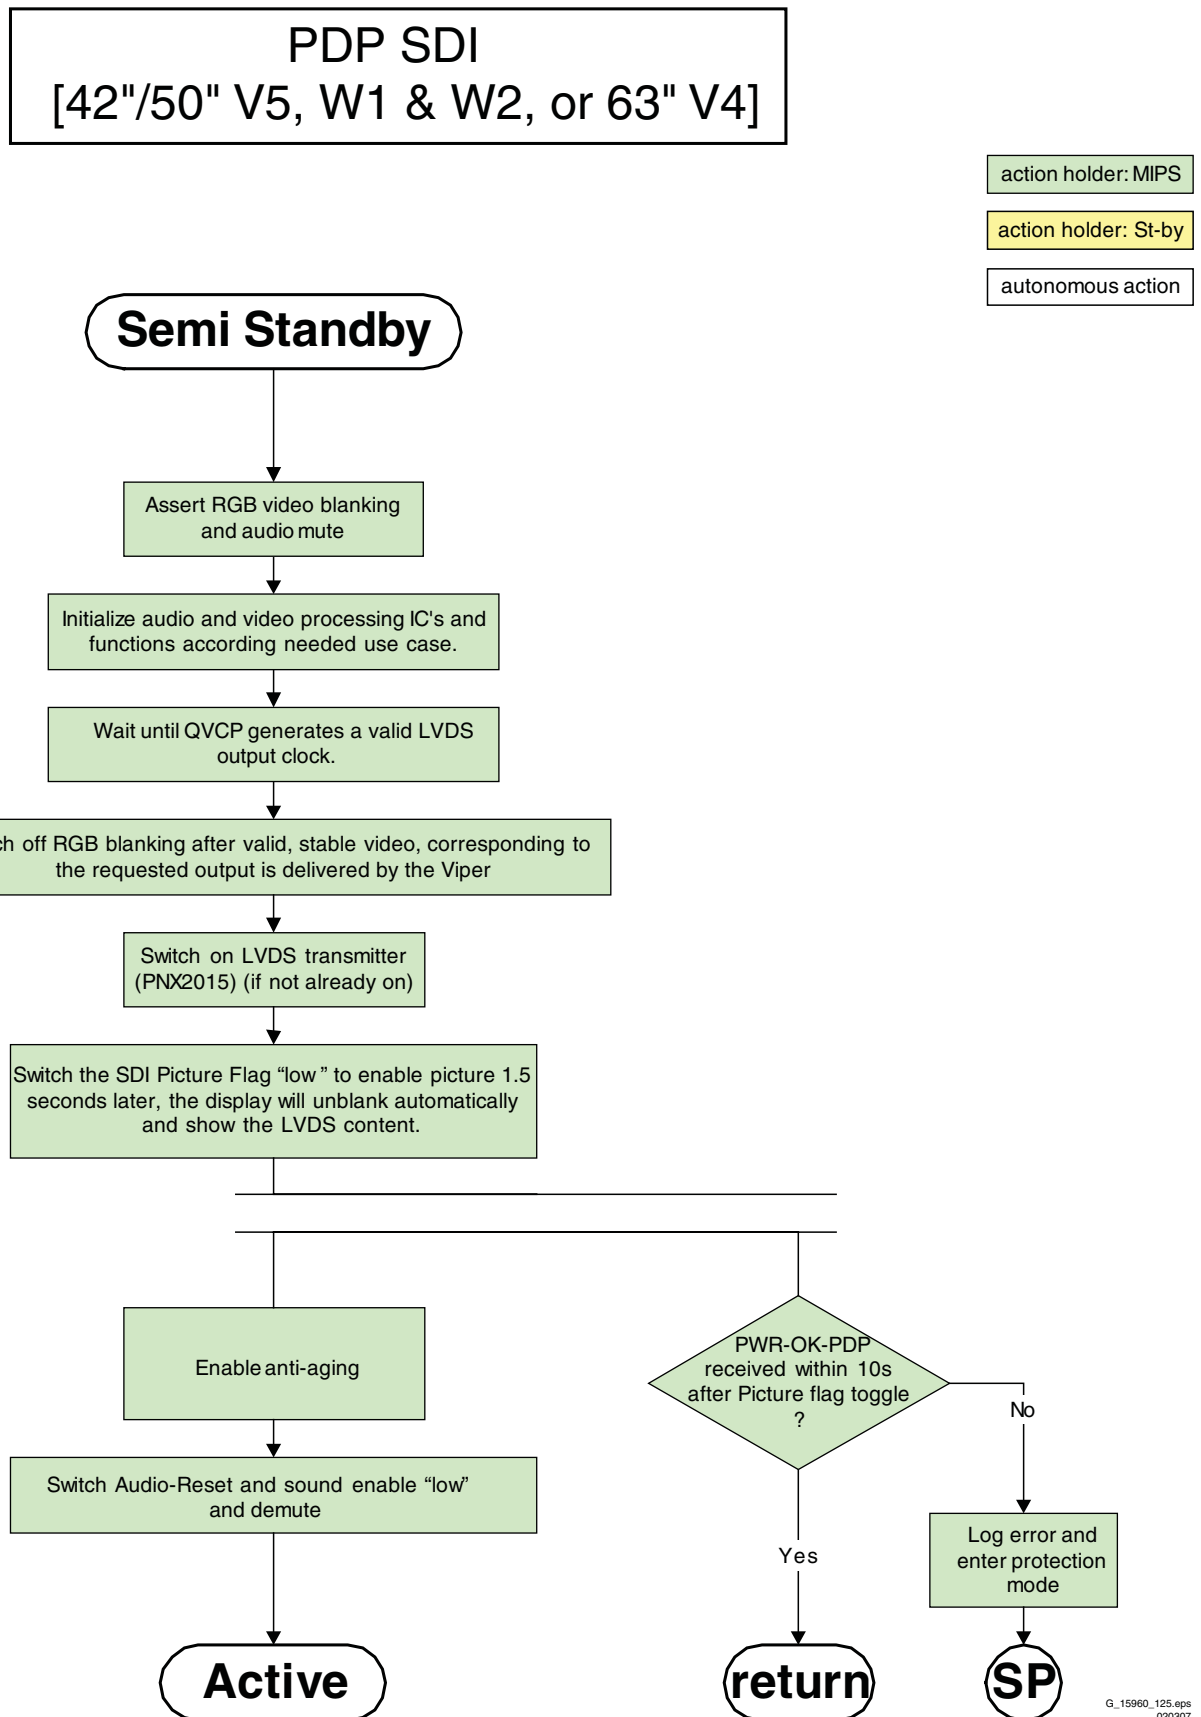 PDP SDI
[42"/50" V5, W1 & W2, or 63" V4]
action holder: MIPS
action holder: St-by
autonomous action
Semi Standby
Assert RGB video blanking
and audio mute
Initialize audio and video processing IC's and
functions according needed use case.
Wait until QVCP generates a valid LVDS
output clock.
off RGB blanking after valid, stable video, corresponding to
the requested output is delivered by the Viper
Switch on LVDS transmitter
(PNX2015) (if not already on)
Switch the SDI Picture Flag “low” to enable picture 1.5
seconds later, the display will unblank automatically
and show the LVDS content.
Enable anti-aging
PWR-OK-PDP
received within 10s
after Picture flag toggle
?
No
Switch Audio-Reset and sound enable “low”
and demute
Log error and
enter protection
mode
Yes
Active
return
SP
G_15960_125.eps
020307